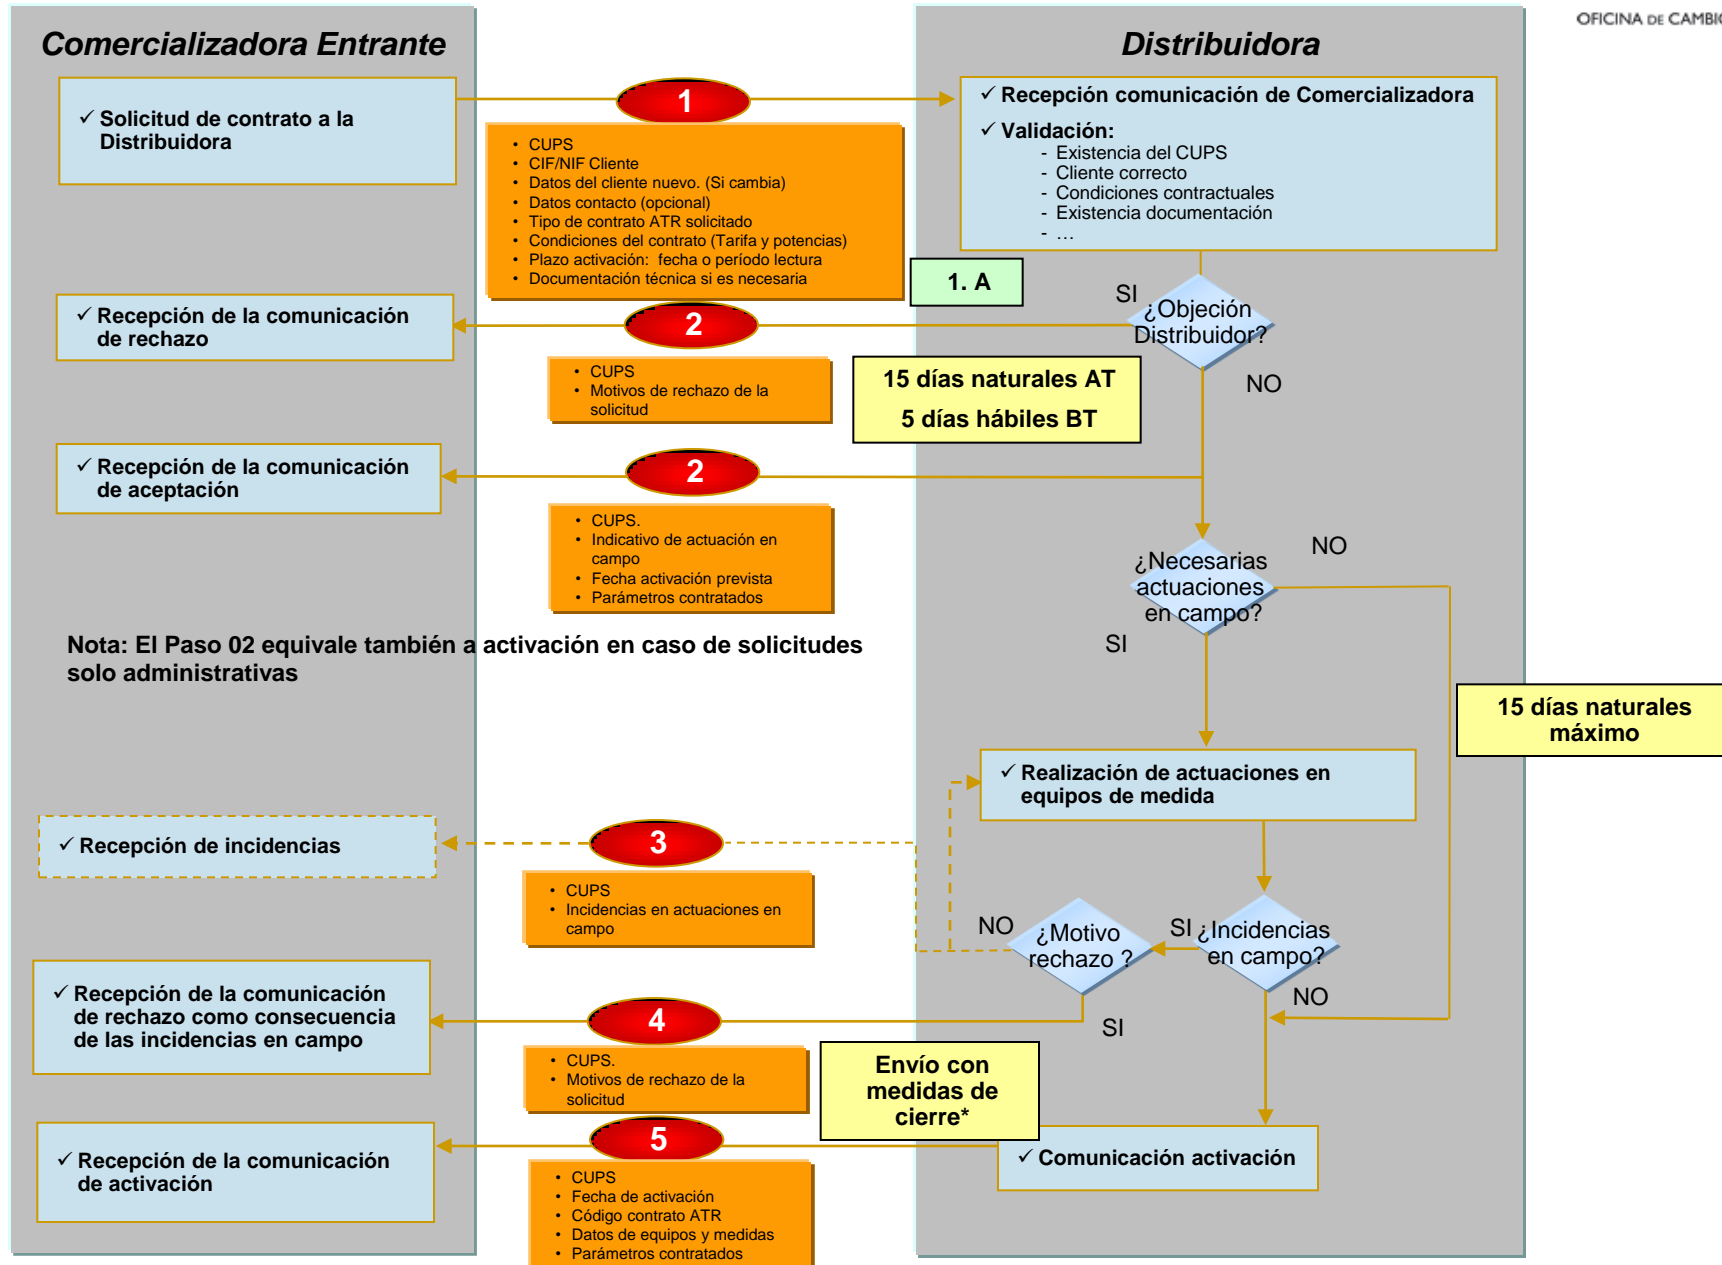 OFICINA DE CAMBIO
Comercializadora Entrante
Distribuidora
✓ Solicitud de contrato a la
Distribuidora
1
• CUPS
• CIF/NIF Cliente
• Datos del cliente nuevo. (Si cambia)
• Datos contacto (opcional)
• Tipo de contrato ATR solicitado
• Condiciones del contrato (Tarifa y potencias)
• Plazo activación: fecha o período lectura
• Documentación técnica si es necesaria
✓ Recepción comunicación de Comercializadora
✓ Validación:
- Existencia del CUPS
- Cliente correcto
- Condiciones contractuales
- Existencia documentación
- …
1. A
SI
¿Objeción
Distribuidor?
NO
✓ Recepción de la comunicación
de rechazo
2
• CUPS
• Motivos de rechazo de la
solicitud
15 días naturales AT
5 días hábiles BT
✓ Recepción de la comunicación
de aceptación
2
• CUPS.
• Indicativo de actuación en
campo
• Fecha activación prevista
• Parámetros contratados
¿Necesarias
actuaciones
en campo?
NO
SI
Nota: El Paso 02 equivale también a activación en caso de solicitudes
solo administrativas
15 días naturales
máximo
✓ Realización de actuaciones en
equipos de medida
✓ Recepción de incidencias
3
• CUPS
• Incidencias en actuaciones en
campo
NO
¿Motivo
rechazo ?
SI
¿Incidencias
en campo?
NO
SI
✓ Recepción de la comunicación
de rechazo como consecuencia
de las incidencias en campo
4
• CUPS.
• Motivos de rechazo de la
solicitud
Envío con
medidas de
cierre*
✓ Recepción de la comunicación
de activación
5
• CUPS
• Fecha de activación
• Código contrato ATR
• Datos de equipos y medidas
• Parámetros contratados
✓ Comunicación activación